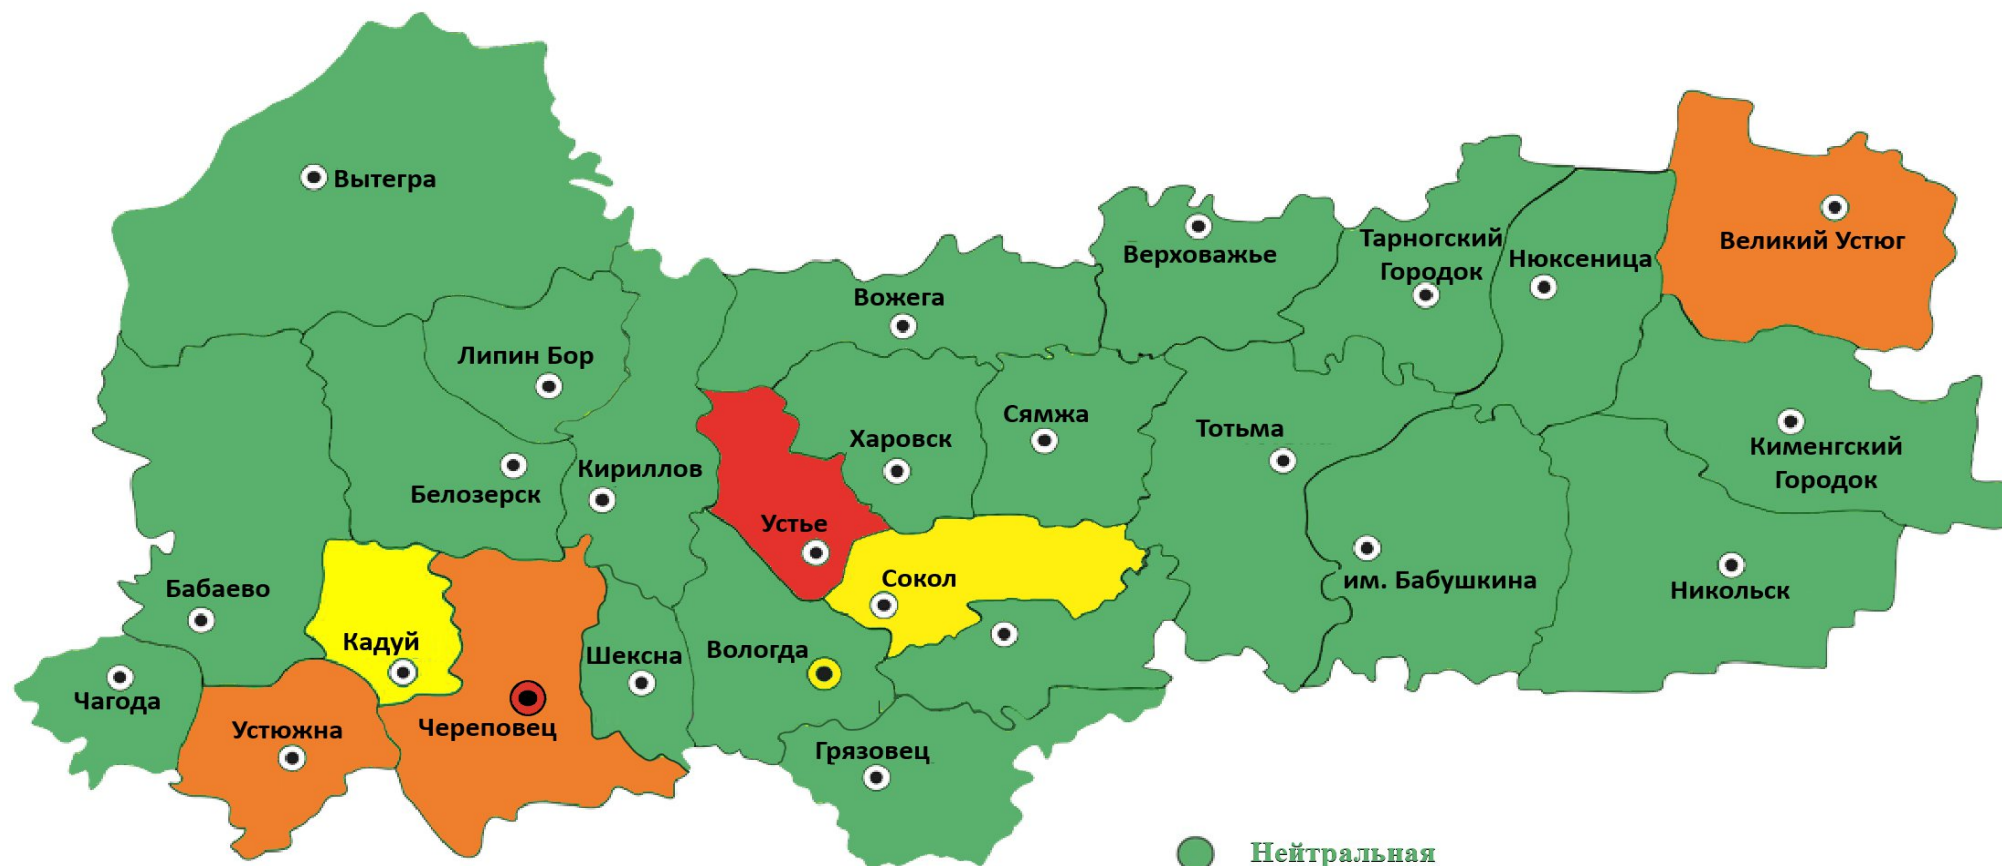 Вытегра
Великий Устюг
Тарногский
Городок
Верховажье
Нюксеница
Вожега
Липин Бор
Сямжа
Тотьма
Харовск
Кименгский
Городок
Кириллов
Белозерск
Устье
Сокол
им. Бабушкина
Бабаево
Никольск
Кадуй
Шексна
Вологда
Чагода
Устюжна
Череповец
Грязовец
Нейтральная